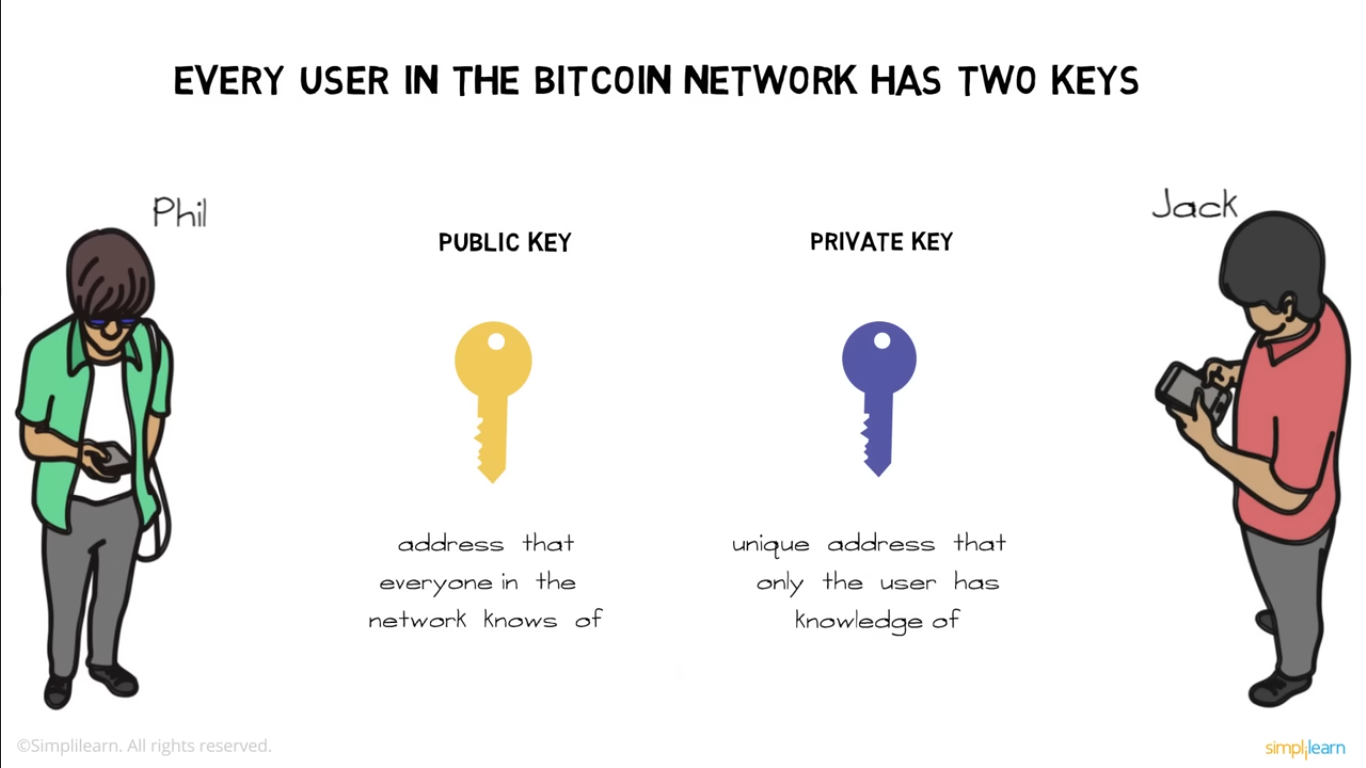 EVERY USER IN THE BITCOIN NETWORK HAS TWO KEYS
Phil
Jack
PUBLIC KEY
PRIVATE KEY
address that
everyone in the
network knows of
unique address that
only the user has
knowledge of
©Simplilearn. All rights reserved.
simplilearn